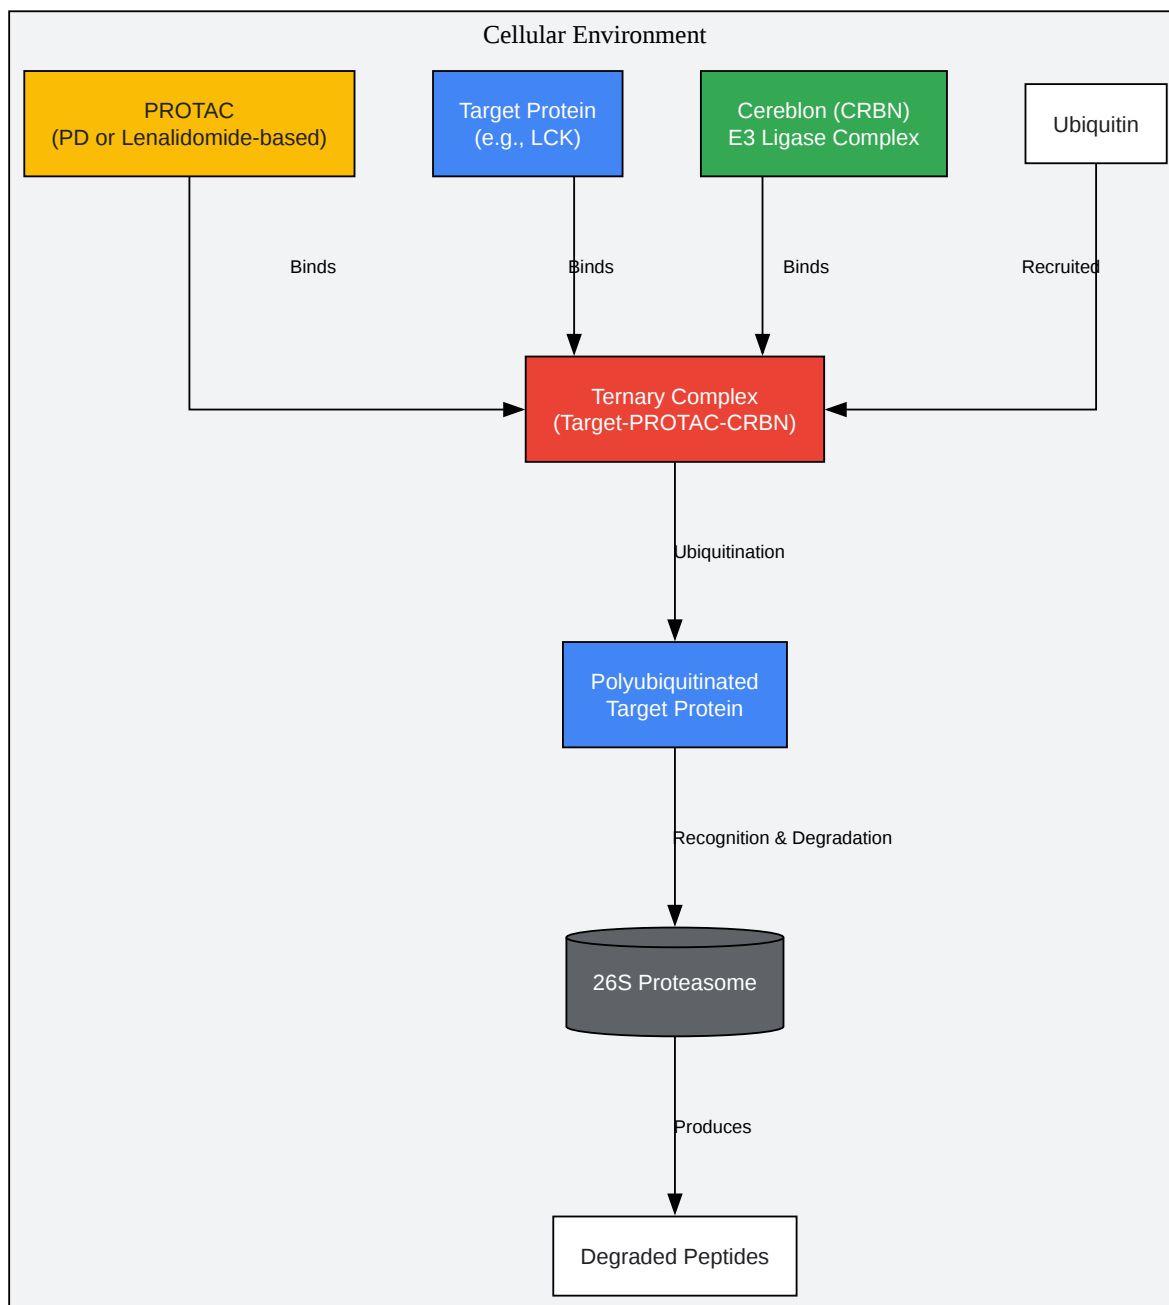 Cellular Environment
PROTAC
(PD or Lenalidomide-based)
Target Protein
(e.g., LCK)
Cereblon (CRBN)
E3 Ligase Complex
Ubiquitin
Binds
Binds
Binds
Recruited
Ternary Complex
(Target-PROTAC-CRBN)
Ubiquitination
Polyubiquitinated
Target Protein
Recognition & Degradation
26S Proteasome
Produces
Degraded Peptides